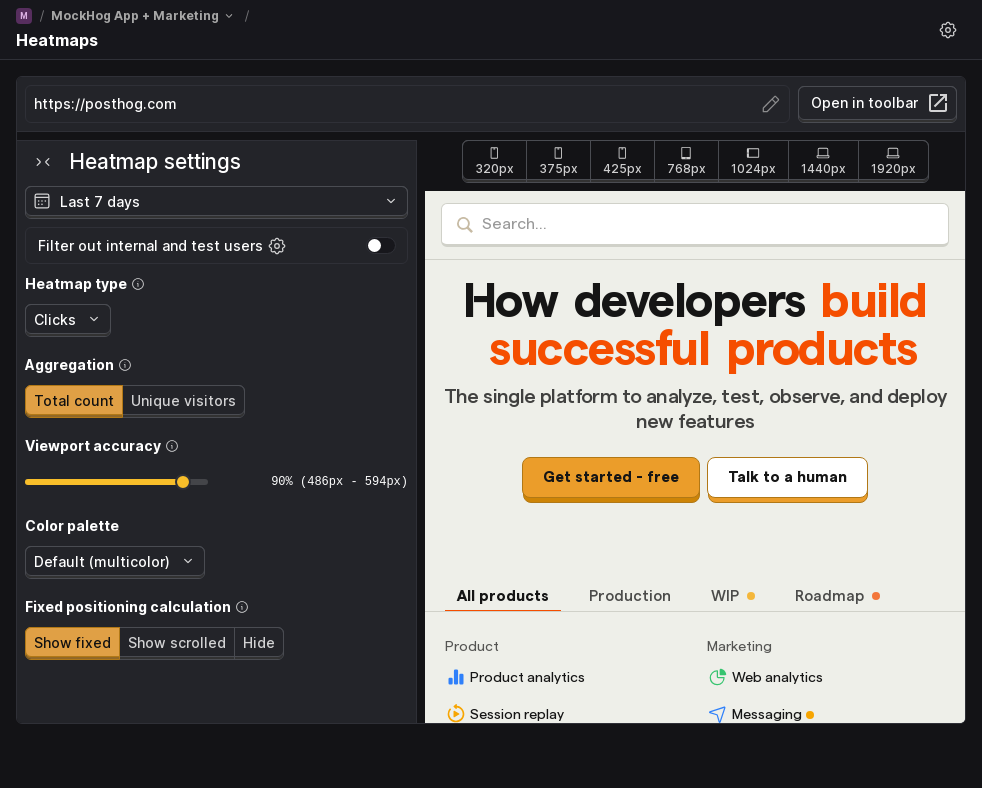 M / MockHog App + Marketing /
Heatmaps
https://posthog.com
Open in toolbar
Heatmap settings
Last 7 days
Filter out internal and test users
Heatmap type
Clicks
Aggregation
Total count Unique visitors
Viewport accuracy
90% (486px - 594px)
Color palette
Default (multicolor)
Fixed positioning calculation
Show fixed Show scrolled Hide
320px 375px 425px 768px 1024px 1440px 1920px
Search...
How developers build
successful products
The single platform to analyze, test, observe, and deploy
new features
Get started - free Talk to a human
All products Production WIP Roadmap
Product Marketing
Product analytics Web analytics
Session replay Messaging